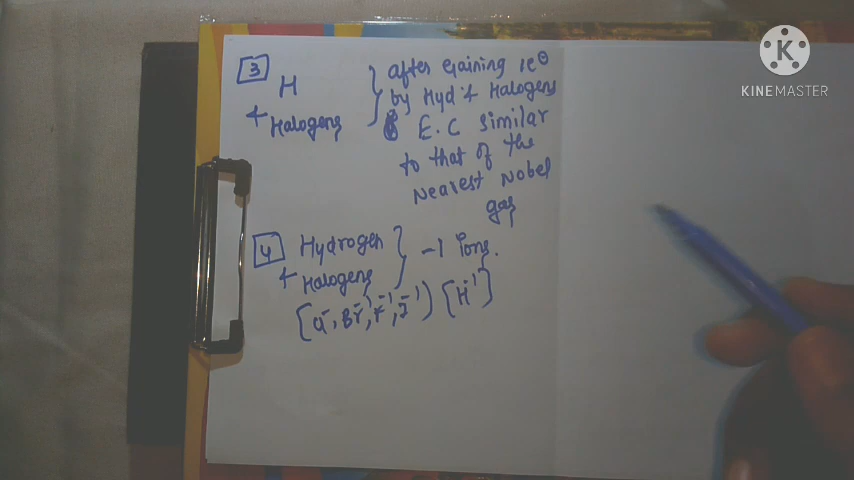 3
H
+ Halogens
after gaining 1e⊖
by Hyd + Halogens
E.C similar
to that of the
Nearest Nobel
gas
4 Hydrogen
+ Halogens
-1 ions.
[Cl⁻, Br⁻¹, F⁻¹, I⁻¹) [H⁻¹]
K
KINEMASTER